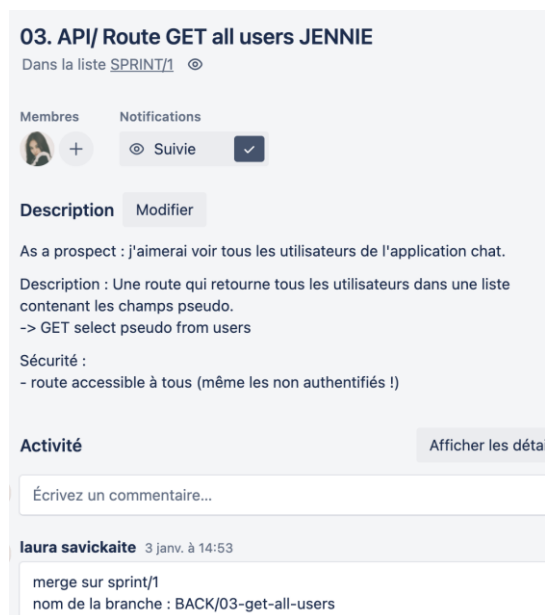 03. API/ Route GET all users JENNIE
Dans la liste SPRINT/1
Membres Notifications
+ Suivie
Description Modifier
As a prospect : j'aimerai voir tous les utilisateurs de l'application chat.
Description : Une route qui retourne tous les utilisateurs dans une liste
contenant les champs pseudo.
-> GET select pseudo from users
Sécurité :
- route accessible à tous (même les non authentifiés !)
Activité Afficher les détai
Écrivez un commentaire...
laura savickaite 3 janv. à 14:53
merge sur sprint/1
nom de la branche : BACK/03-get-all-users